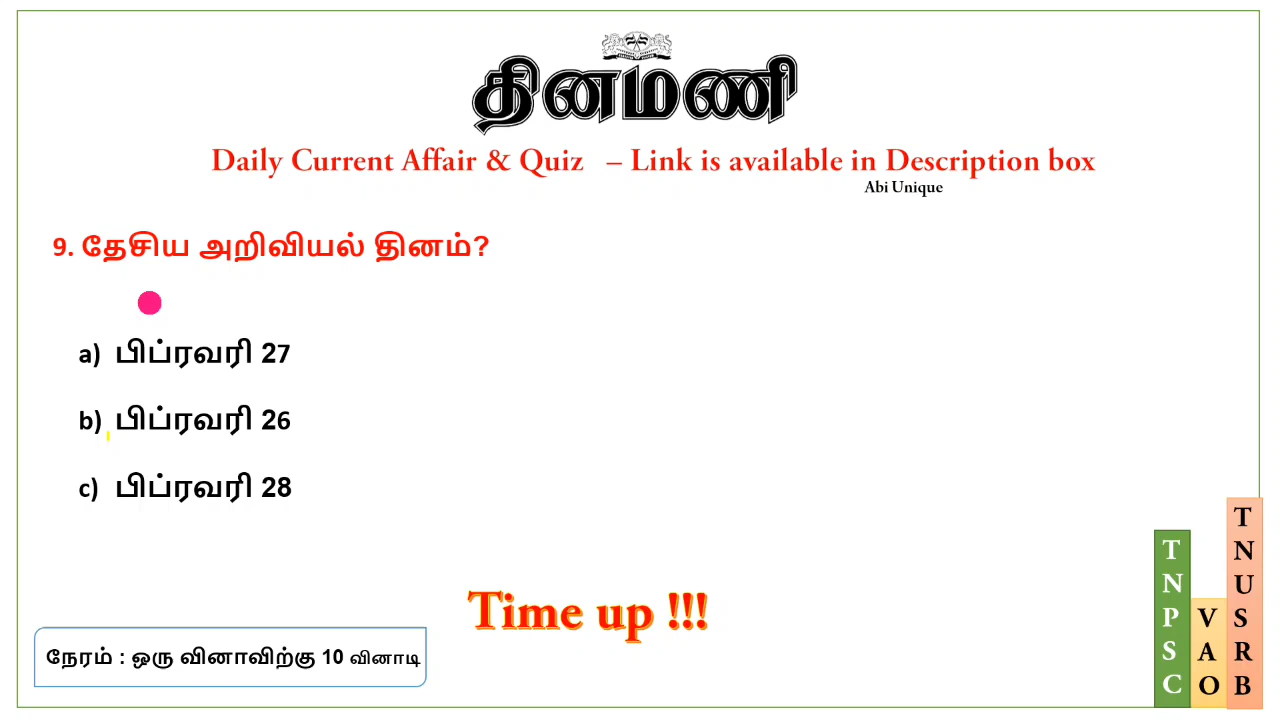 தினமணி
Daily Current Affair & Quiz – Link is available in Description box
Abi Unique
9. தேசிய அறிவியல் தினம்?
a) பிப்ரவரி 27
b) பிப்ரவரி 26
c) பிப்ரவரி 28
Time up !!!
நேரம் : ஒரு வினாவிற்கு 10 வினாடி
TNPSC
VAO
TNUSRB